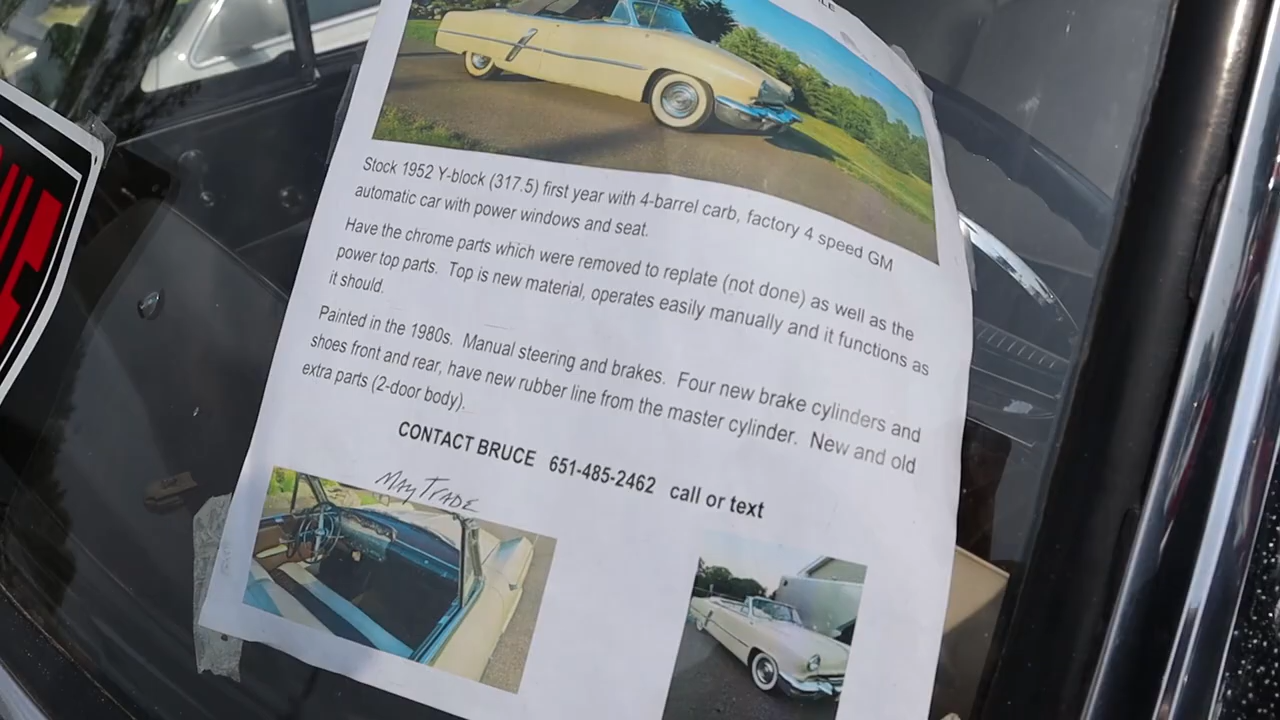 Stock 1952 Y-block (317.5) first year with 4-barrel carb, factory 4 speed GM
automatic car with power windows and seat.
Have the chrome parts which were removed to replate (not done) as well as the
power top parts. Top is new material, operates easily manually and it functions as
it should.
Painted in the 1980s. Manual steering and brakes. Four new brake cylinders and
shoes front and rear, have new rubber line from the master cylinder. New and old
extra parts (2-door body).
CONTACT BRUCE 651-485-2462 call or text
MAY TRADE